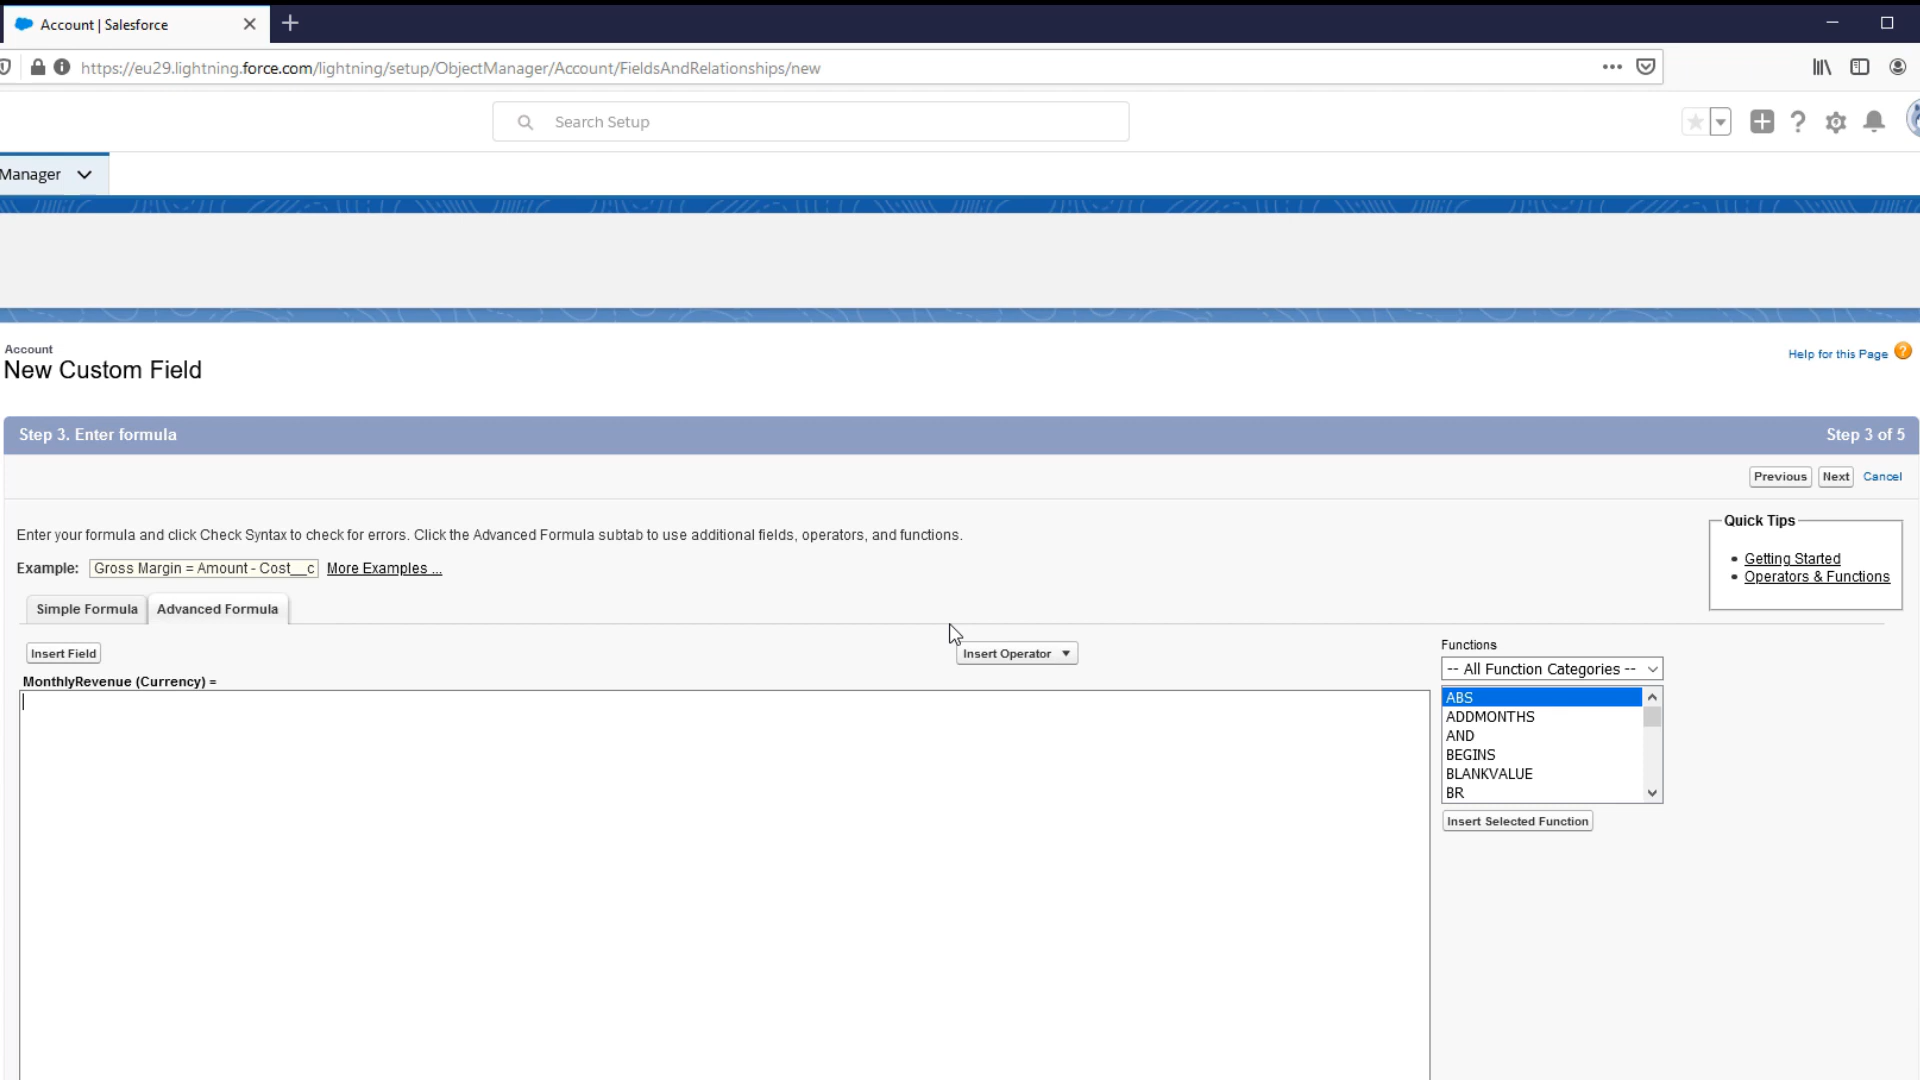 Account | Salesforce
https://eu29.lightning.force.com/lightning/setup/ObjectManager/Account/FieldsAndRelationships/new
Search Setup
Manager
Account
New Custom Field
Help for this Page
Step 3. Enter formula
Step 3 of 5
Previous
Next
Cancel
Enter your formula and click Check Syntax to check for errors. Click the Advanced Formula subtab to use additional fields, operators, and functions.
Quick Tips
Getting Started
Operators & Functions
Example: Gross Margin = Amount - Cost__c More Examples ...
Simple Formula
Advanced Formula
Insert Field
Insert Operator
Functions
-- All Function Categories --
MonthlyRevenue (Currency) =
ABS
ADDMONTHS
AND
BEGINS
BLANKVALUE
BR
Insert Selected Function